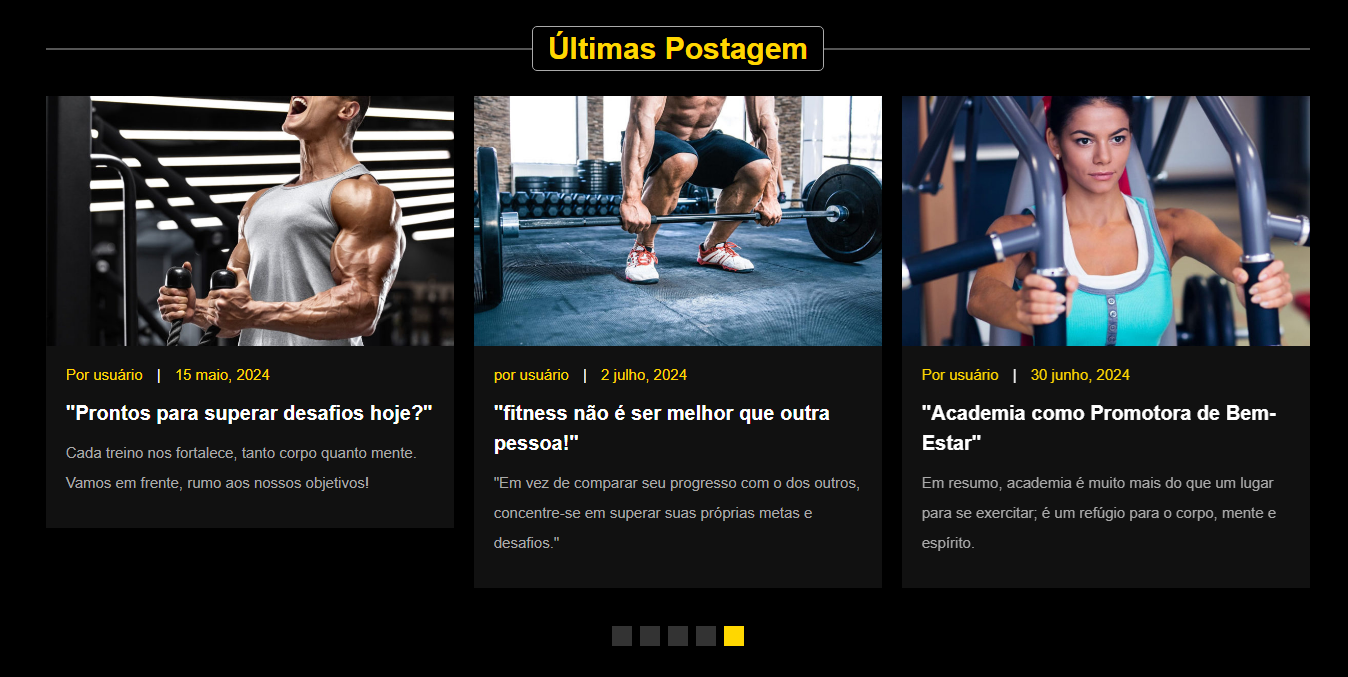 Últimas Postagem
Por usuário | 15 maio, 2024
"Prontos para superar desafios hoje?"
Cada treino nos fortalece, tanto corpo quanto mente.
Vamos em frente, rumo aos nossos objetivos!
por usuário | 2 julho, 2024
"fitness não é ser melhor que outra
pessoa!"
"Em vez de comparar seu progresso com o dos outros,
concentre-se em superar suas próprias metas e
desafios."
Por usuário | 30 junho, 2024
"Academia como Promotora de Bem-
Estar"
Em resumo, academia é muito mais do que um lugar
para se exercitar; é um refúgio para o corpo, mente e
espírito.